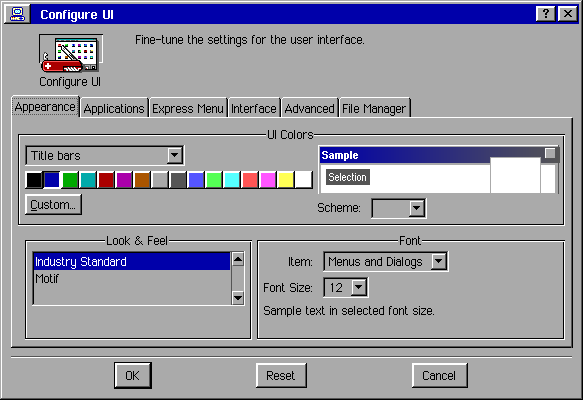 Configure UI
Fine-tune the settings for the user interface.
Configure UI
Appearance Applications Express Menu Interface Advanced File Manager
UI Colors
Title bars
Sample
Selection
Custom...
Scheme:
Look & Feel
Industry Standard
Motif
Font
Item: Menus and Dialogs
Font Size: 12
Sample text in selected font size.
OK Reset Cancel